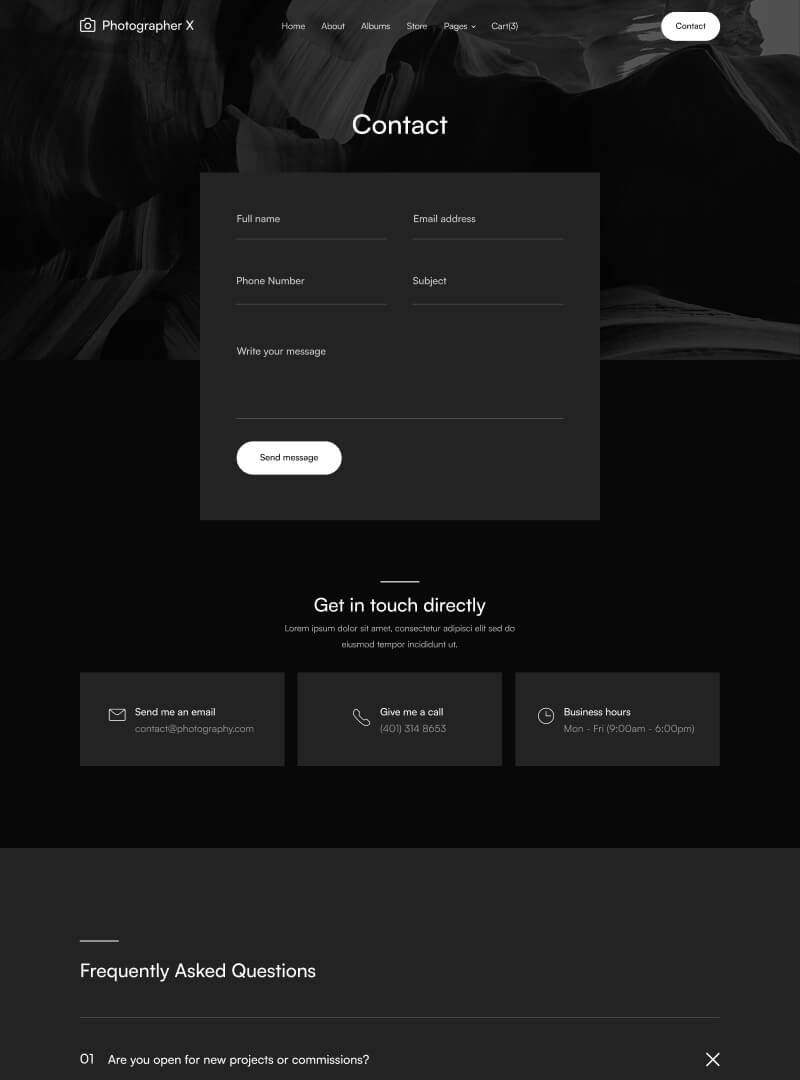 Photographer X
Home About Albums Store Pages Cart(3)
Contact
Contact
Full name
Email address
Phone Number
Subject
Write your message
Send message
Get in touch directly
Lorem ipsum dolor sit amet, consectetur adipisci elit sed do
eiusmod tempor incididunt ut.
Send me an email
contact@photography.com
Give me a call
(401) 314 8653
Business hours
Mon - Fri (9:00am - 6:00pm)
Frequently Asked Questions
01 Are you open for new projects or commissions?